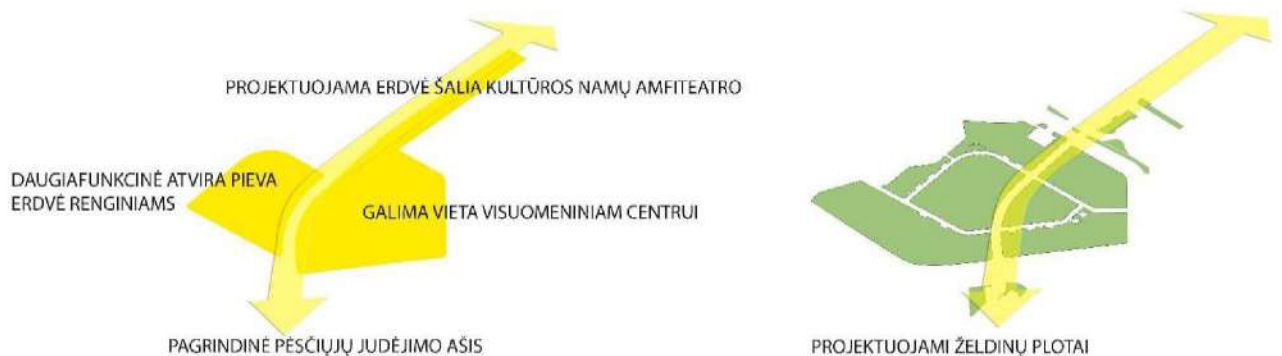 PROJEKTUOJAMA ERDVĖ ŠALIA KULTŪROS NAMŲ AMFITEATRO
DAUGIAFUNKCINĖ ATVIRA PIEVA
ERDVĖ RENGINIAMS
GALIMA VIETA VISUOMENINIAM CENTRUI
PAGRINDINĖ PĖSČIŲJŲ JUDĖJIMO AŠIS
PROJEKTUOJAMI ŽELDINŲ PLOTAI